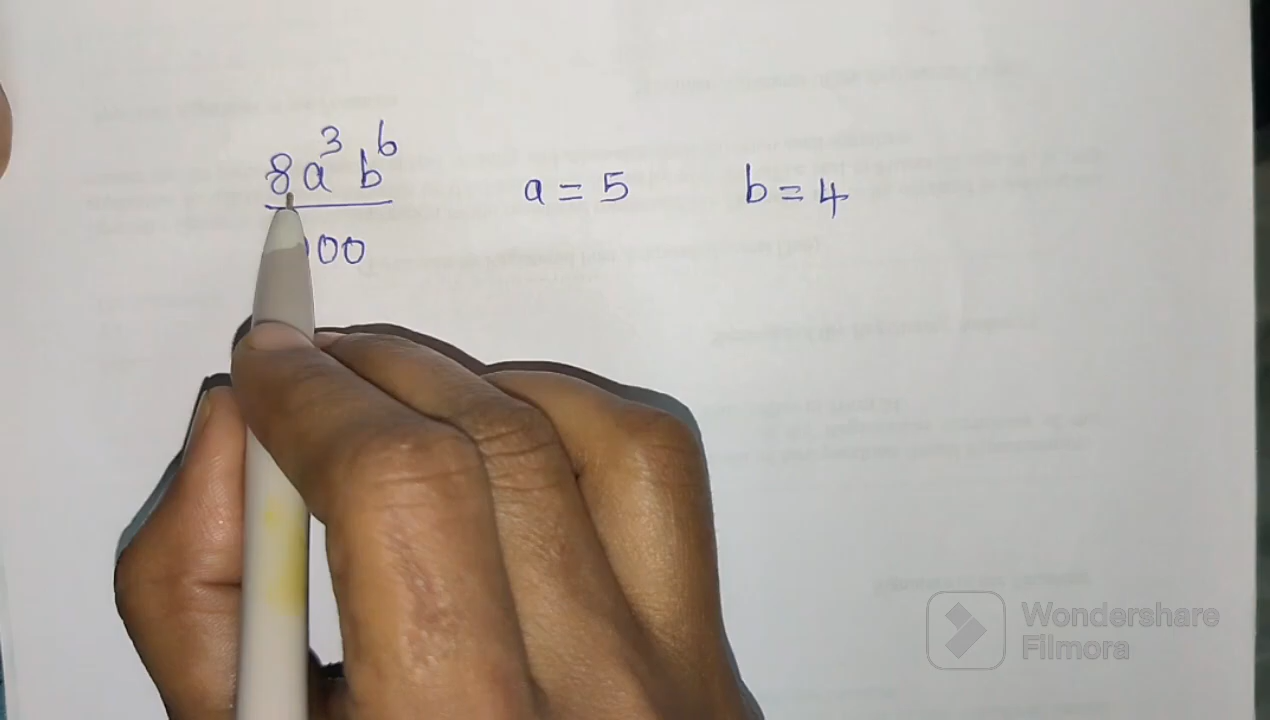 8a³b⁶ a = 5 b = 4
00
Wondershare
Filmora